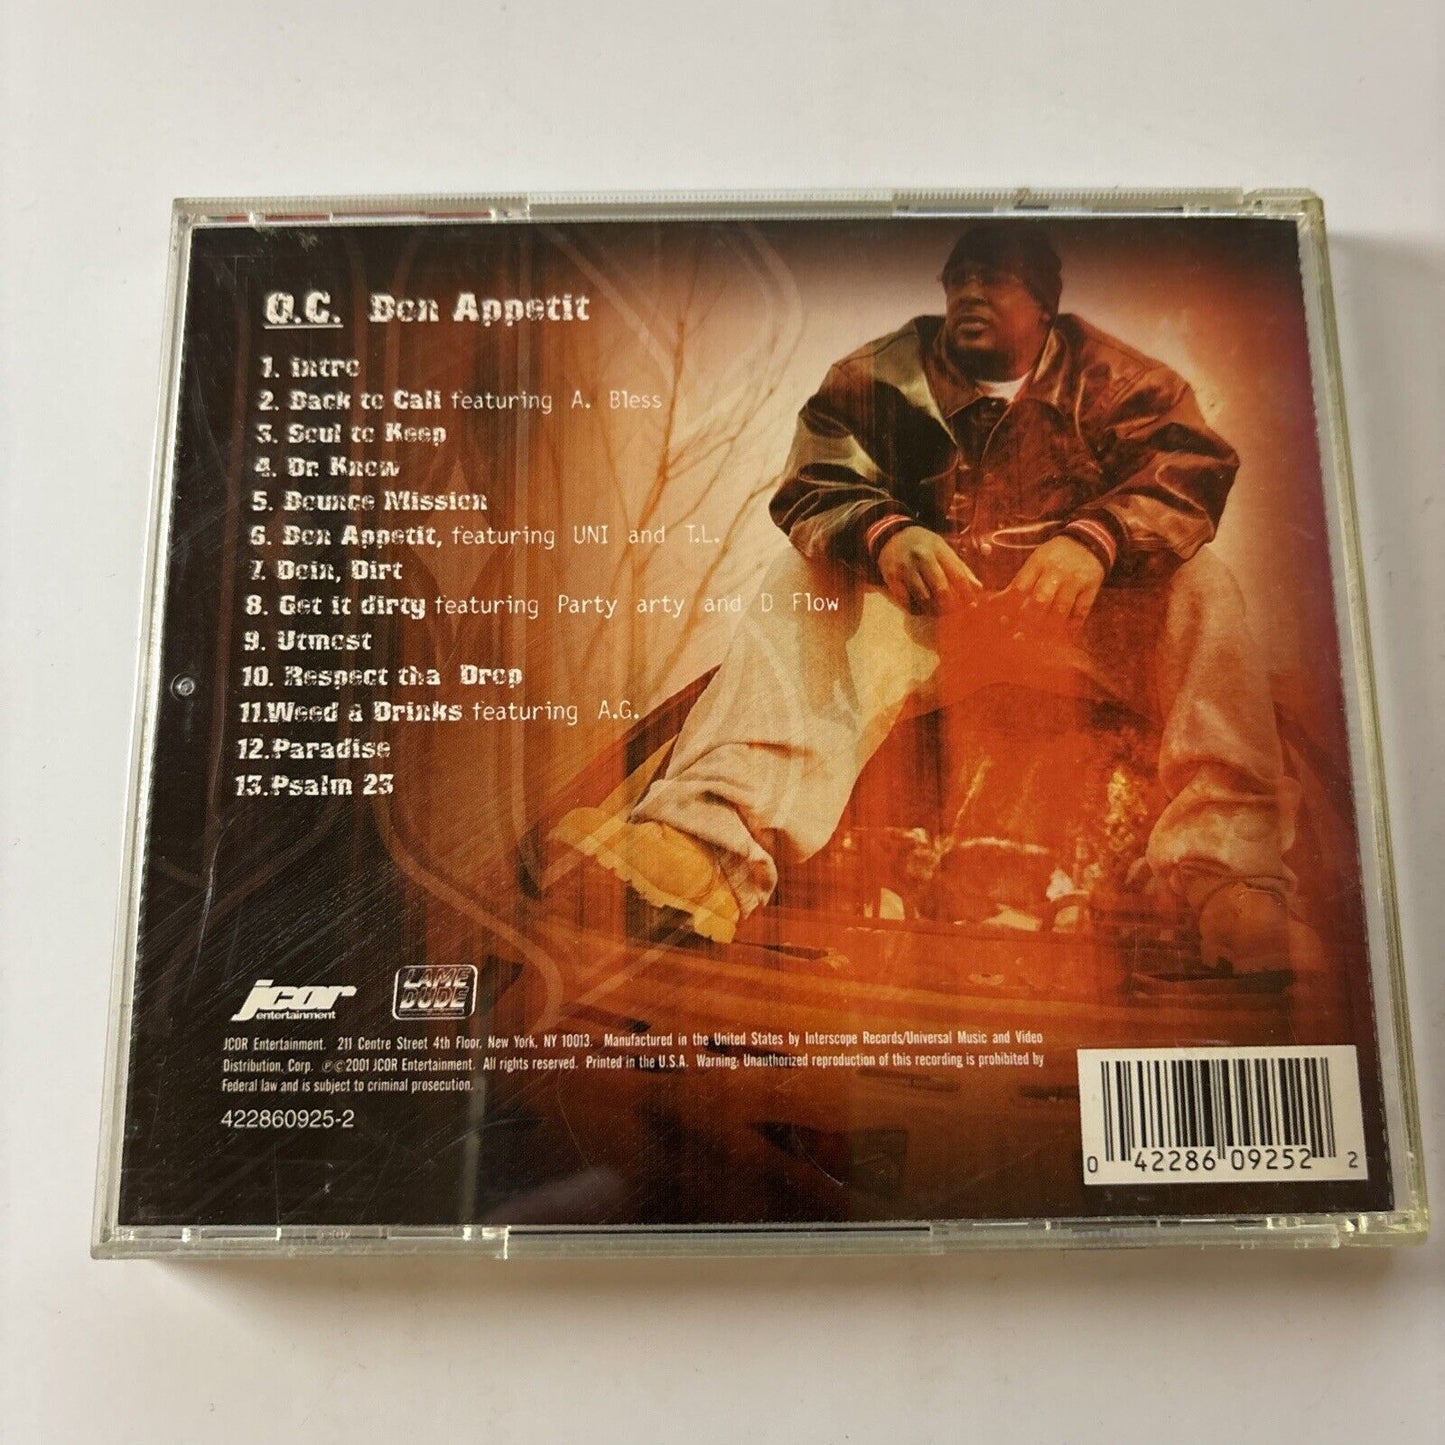 O.C. Bon Appetit
1. Intro
2. Back to Cali featuring A. Bless
3. Soul to Keep
4. Dr. Know
5. Bounce Mission
6. Bon Appetit, featuring UNI and T.L.
7. Doin, Dirt
8. Get it dirty featuring Party arty and D Flow
9. Utmost
10. Respect tha Drop
11.Weed & Drinks featuring A.G.
12.Paradise
13.Psalm 23
jcor
entertainment
LAME
DUDE
JCOR Entertainment. 211 Centre Street 4th Floor, New York, NY 10013. Manufactured in the United States by Interscope Records/Universal Music and Video
Distribution, Corp. ℗©2001 JCOR Entertainment. All rights reserved. Printed in the U.S.A. Warning: Unauthorized reproduction of this recording is prohibited by
Federal law and is subject to criminal prosecution.
422860925-2
0 42286 09252 2